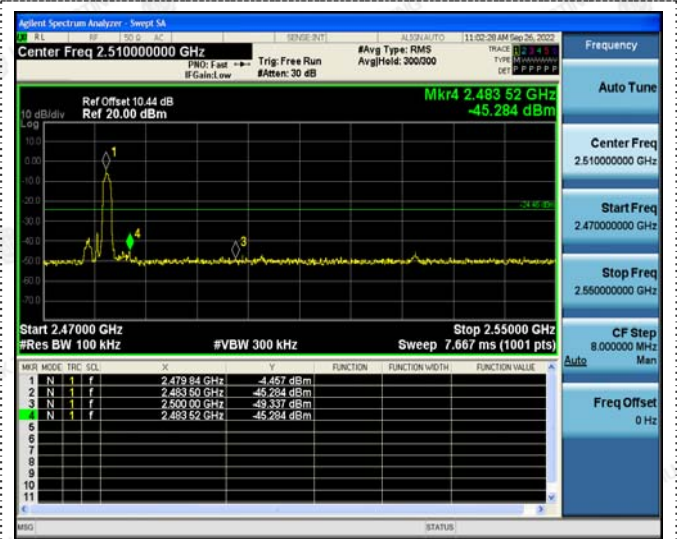 Agilent Spectrum Analyzer - Swept SA
RL RF 50 Ω AC SENSE:INT ALIGN AUTO 11:02:28 AM Sep 26, 2022
Center Freq 2.510000000 GHz #Avg Type: RMS TRACE 1 2 3 4 5 6
PNO: Fast Trig: Free Run Avg|Hold: 300/300 TYPE
IFGain:Low #Atten: 30 dB DET P P P P P P
Mkr4 2.483 52 GHz
-45.284 dBm
Ref Offset 10.44 dB
10 dB/div Ref 20.00 dBm
Log
10.0
0.00
-10.0
-20.0
-30.0
-40.0
-50.0
-60.0
-70.0
1
4
3
Start 2.47000 GHz Stop 2.55000 GHz
#Res BW 100 kHz #VBW 300 kHz Sweep 7.667 ms (1001 pts)
MKR MODE TRC SCL X Y FUNCTION FUNCTION WIDTH FUNCTION VALUE
1 N 1 f 2.479 84 GHz -4.457 dBm
2 N 1 f 2.483 50 GHz -45.284 dBm
3 N 1 f 2.500 00 GHz -49.337 dBm
4 N 1 f 2.483 52 GHz -45.284 dBm
5
6
7
8
9
10
11
MSG STATUS
Frequency
Auto Tune
Center Freq
2.510000000 GHz
Start Freq
2.470000000 GHz
Stop Freq
2.550000000 GHz
CF Step
8.000000 MHz
Auto Man
Freq Offset
0 Hz